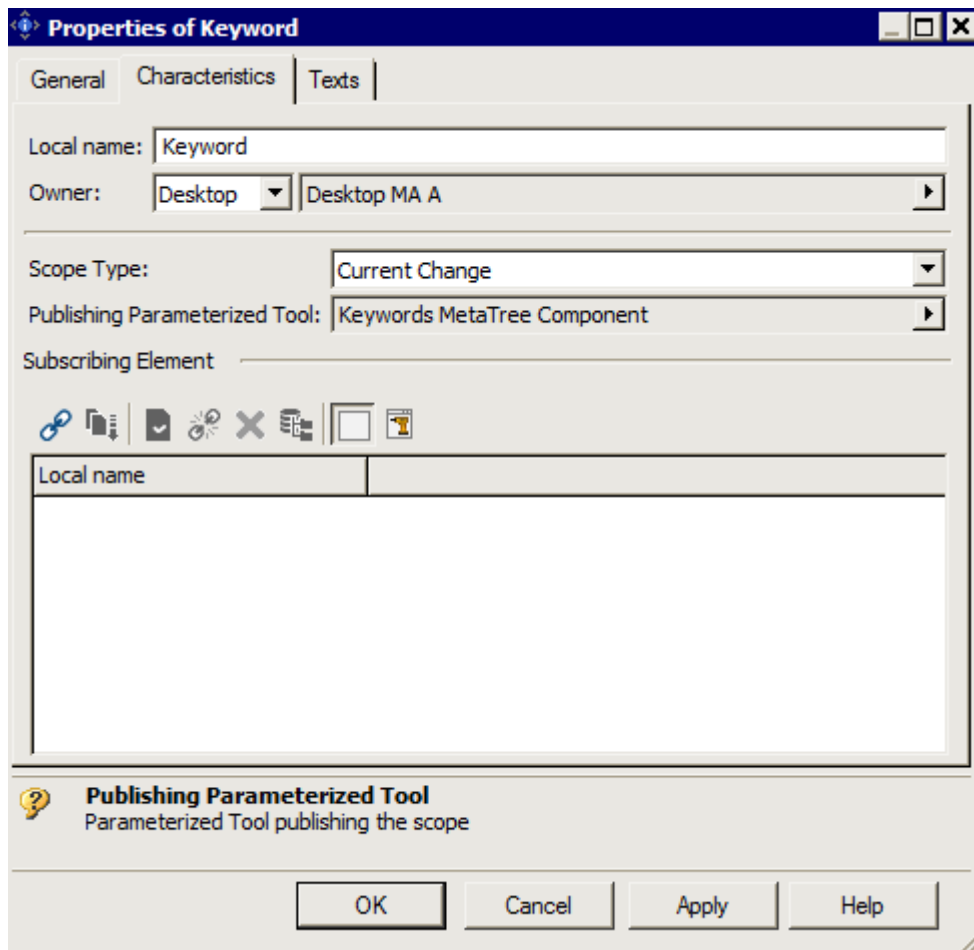 Properties of Keyword
General Characteristics Texts
Local name: Keyword
Owner: Desktop Desktop MA A
Scope Type: Current Change
Publishing Parameterized Tool: Keywords MetaTree Component
Subscribing Element
Local name
Publishing Parameterized Tool
Parameterized Tool publishing the scope
OK Cancel Apply Help